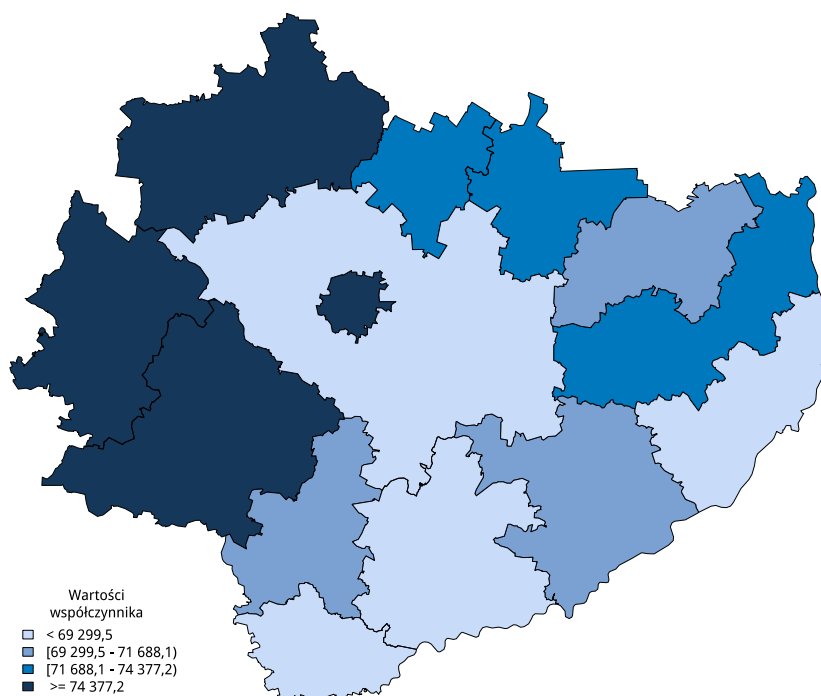 Wartości
współczynnika
< 69 299,5
[69 299,5 - 71 688,1)
[71 688,1 - 74 377,2)
>= 74 377,2